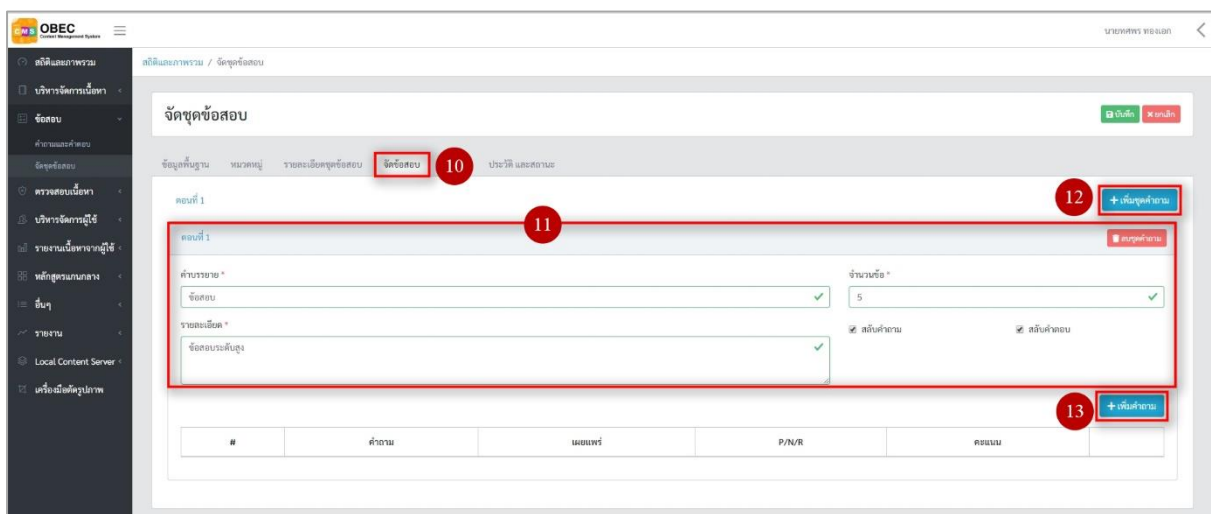 CMS OBEC
Content Management System
นายทศพร ทองเอก
สถิติและภาพรวม
บริหารจัดการเนื้อหา
ข้อสอบ
คำถามและคำตอบ
จัดชุดข้อสอบ
ตรวจสอบเนื้อหา
บริหารจัดการผู้ใช้
รายงานเนื้อหาจากผู้ใช้
หลักสูตรแกนกลาง
อื่นๆ
รายงาน
Local Content Server
เครื่องมือตัดรูปภาพ
สถิติและภาพรวม / จัดชุดข้อสอบ
จัดชุดข้อสอบ
บันทึก ยกเลิก
ข้อมูลพื้นฐาน หมวดหมู่ รายละเอียดชุดข้อสอบ จัดข้อสอบ 10 ประวัติ และสถานะ
ตอนที่ 1 12 + เพิ่มชุดคำถาม
11
ตอนที่ 1 ลบชุดคำถาม
คำบรรยาย * จำนวนข้อ *
ข้อสอบ 5
รายละเอียด * สลับคำถาม สลับคำตอบ
ข้อสอบระดับสูง
13 + เพิ่มคำถาม
# คำถาม เผยแพร่ P/N/R คะแนน